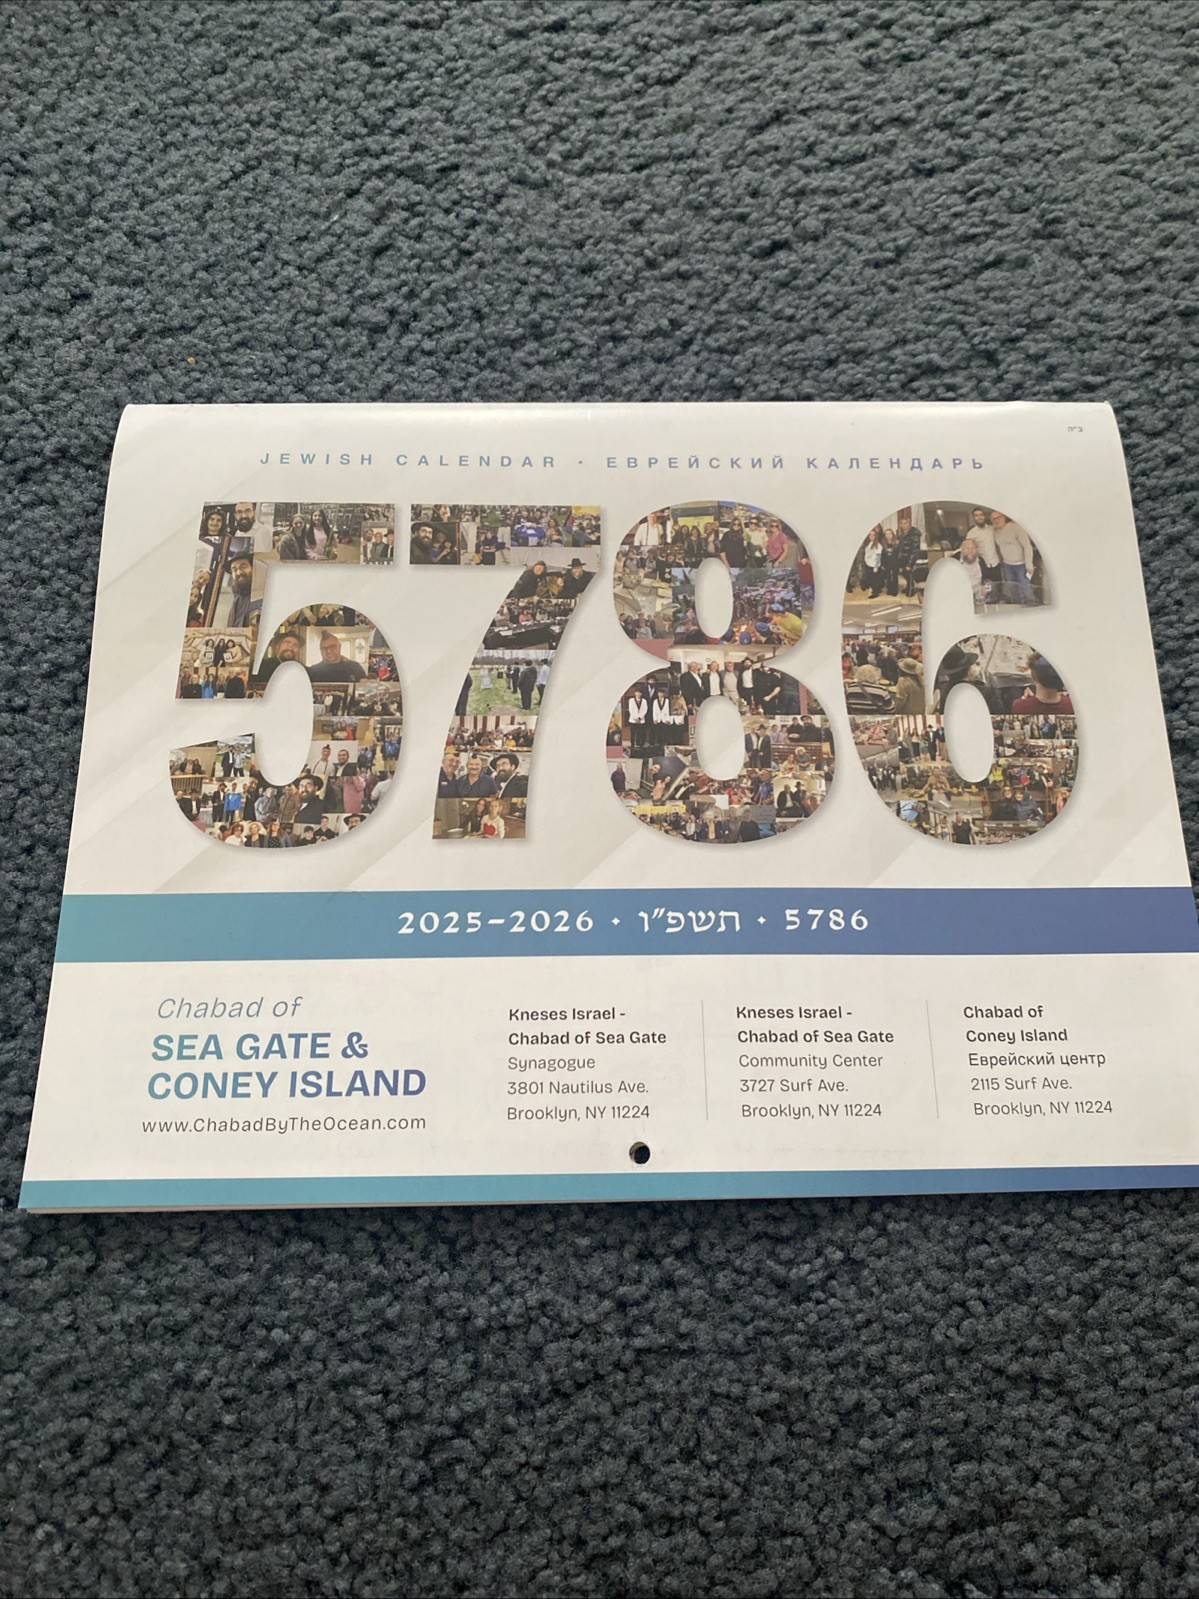 ב"ה
JEWISH CALENDAR · ЕВРЕЙСКИЙ КАЛЕНДАРЬ
5786
2025-2026 · תשפ"ו · 5786
Chabad of
SEA GATE &
CONEY ISLAND
www.ChabadByTheOcean.com
Kneses Israel -
Chabad of Sea Gate
Synagogue
3801 Nautilus Ave.
Brooklyn, NY 11224
Kneses Israel -
Chabad of Sea Gate
Community Center
3727 Surf Ave.
Brooklyn, NY 11224
Chabad of
Coney Island
Еврейский центр
2115 Surf Ave.
Brooklyn, NY 11224